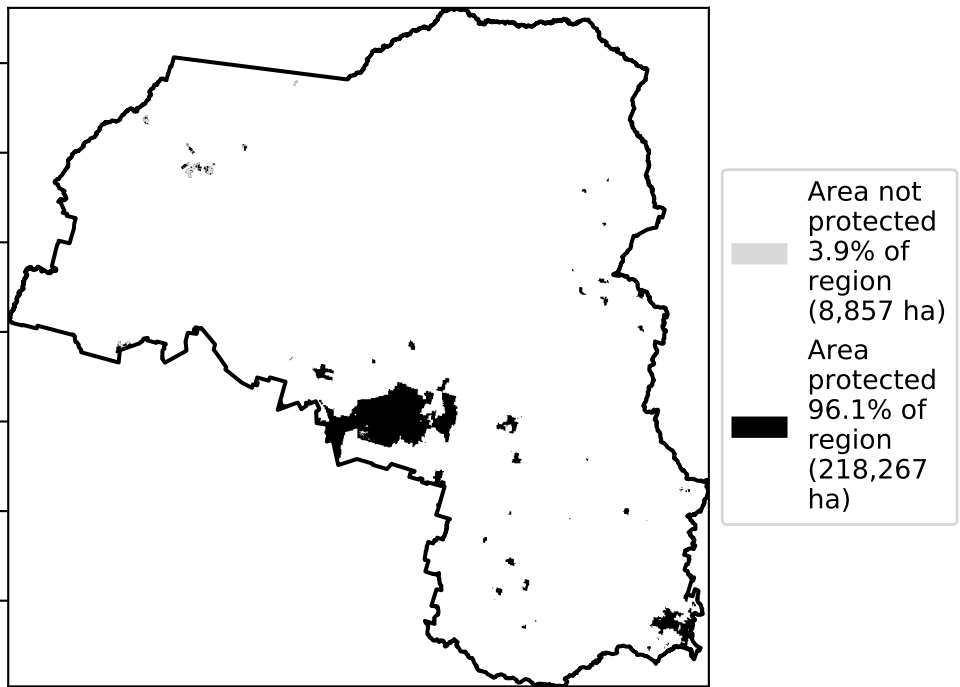 Area not
protected
3.9% of
region
(8,857 ha)
Area
protected
96.1% of
region
(218,267
ha)